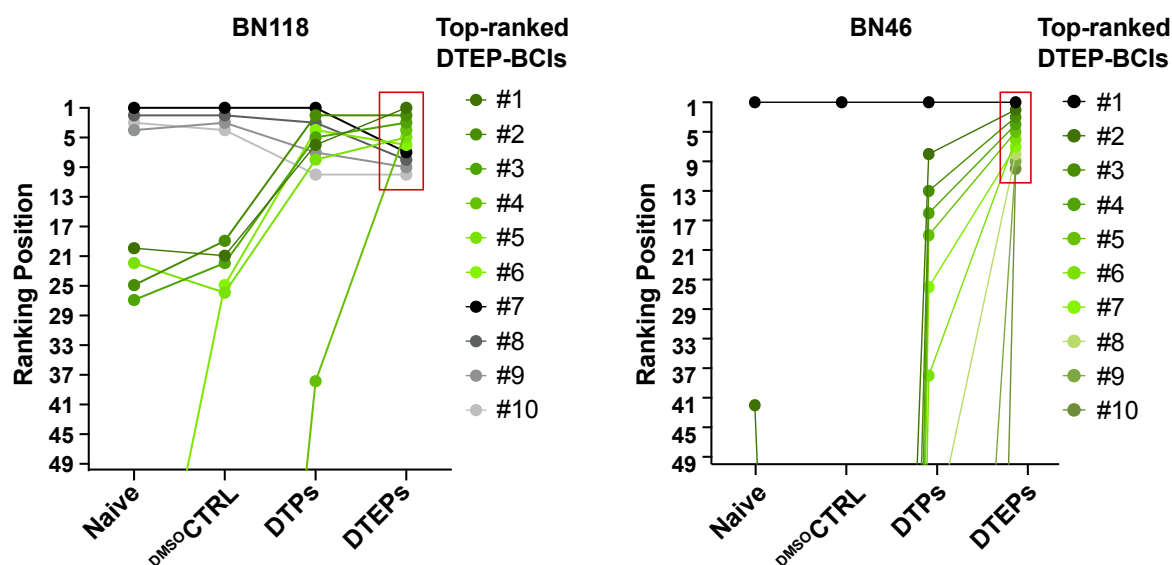 BN118
Top-ranked
DTEP-BCIs
Ranking Position
1
5
9
13
17
21
25
29
33
37
41
45
49
Naive
DMSOCTRL
DTPs
DTEPs
#1
#2
#3
#4
#5
#6
#7
#8
#9
#10
BN46
Top-ranked
DTEP-BCIs
Ranking Position
1
5
9
13
17
21
25
29
33
37
41
45
49
Naive
DMSOCTRL
DTPs
DTEPs
#1
#2
#3
#4
#5
#6
#7
#8
#9
#10